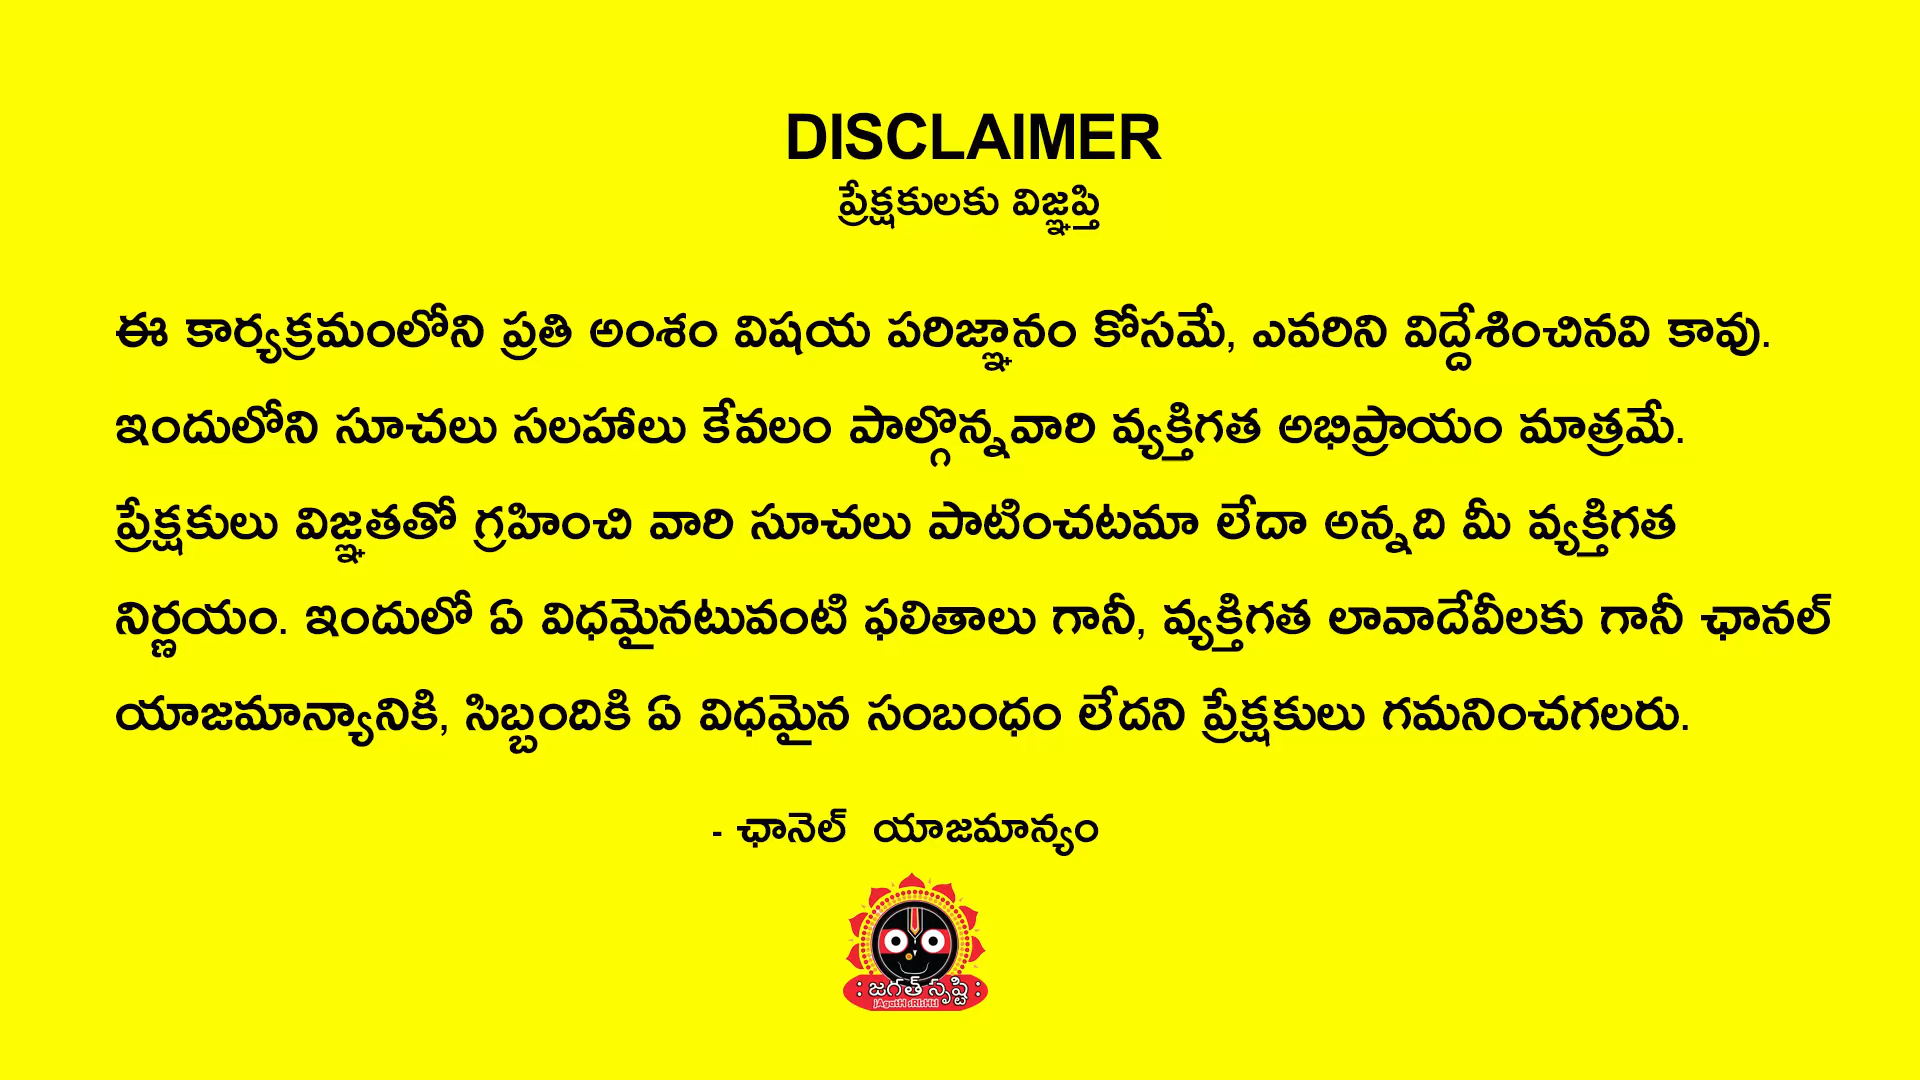 DISCLAIMER
ప్రేక్షకులకు విజ్ఞప్తి
ఈ కార్యక్రమంలోని ప్రతి అంశం విషయ పరిజ్ఞానం కోసమే, ఎవరిని విద్దేశించినవి కావు.
ఇందులోని సూచలు సలహాలు కేవలం పాల్గొన్నవారి వ్యక్తిగత అభిప్రాయం మాత్రమే.
ప్రేక్షకులు విజ్ఞతతో గ్రహించి వారి సూచలు పాటించటమా లేదా అన్నది మీ వ్యక్తిగత
నిర్ణయం. ఇందులో ఏ విధమైనటువంటి ఫలితాలు గానీ, వ్యక్తిగత లావాదేవీలకు గానీ ఛానల్
యాజమాన్యానికి, సిబ్బందికి ఏ విధమైన సంబంధం లేదని ప్రేక్షకులు గమనించగలరు.
- ఛానెల్ యాజమాన్యం
: జగత్ సృష్టి :
jAgatH sRIsHtI